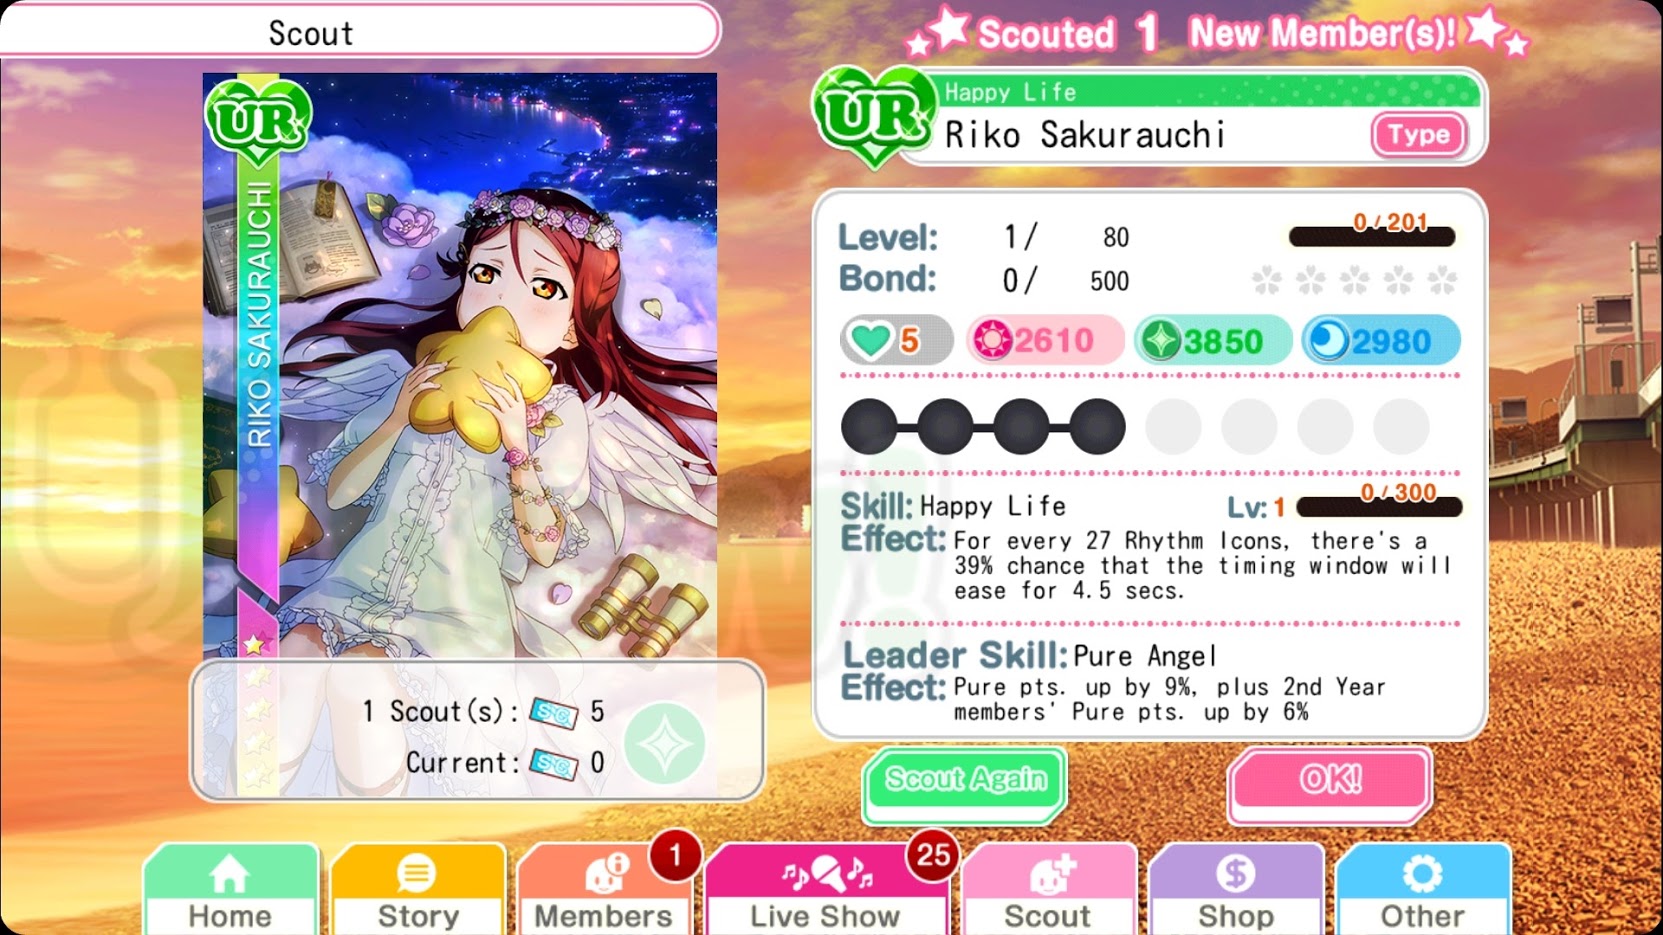 Scout
Scouted 1 New Member(s)!
UR
RIKO SAKURAUCHI
UR
Happy Life
Riko Sakurauchi
Type
Level: 1/ 80
0/201
Bond: 0/ 500
5 2610 3850 2980
Skill: Happy Life Lv: 1 0/300
Effect: For every 27 Rhythm Icons, there's a
39% chance that the timing window will
ease for 4.5 secs.
Leader Skill: Pure Angel
Effect: Pure pts. up by 9%, plus 2nd Year
members' Pure pts. up by 6%
1 Scout(s): SC 5
Current: SC 0
Scout Again
OK!
1
25
Home
Story
Members
Live Show
Scout
Shop
Other